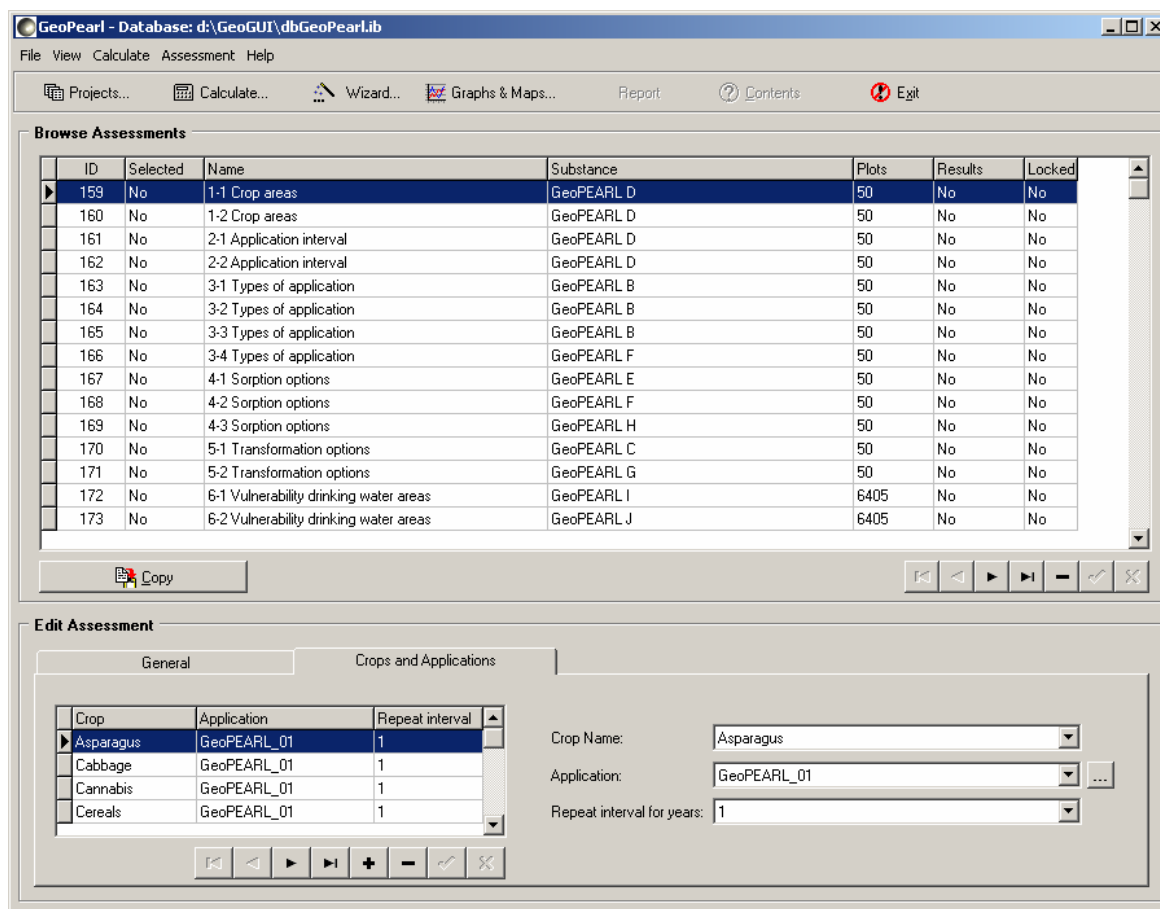 GeoPearl - Database: d:\GeoGUI\dbGeoPearl.ib
File View Calculate Assessment Help
Projects... Calculate... Wizard... Graphs & Maps... Report Contents Exit
Browse Assessments
ID Selected Name Substance Plots Results Locked
159 No 1-1 Crop areas GeoPEARL D 50 No No
160 No 1-2 Crop areas GeoPEARL D 50 No No
161 No 2-1 Application interval GeoPEARL D 50 No No
162 No 2-2 Application interval GeoPEARL D 50 No No
163 No 3-1 Types of application GeoPEARL B 50 No No
164 No 3-2 Types of application GeoPEARL B 50 No No
165 No 3-3 Types of application GeoPEARL B 50 No No
166 No 3-4 Types of application GeoPEARL F 50 No No
167 No 4-1 Sorption options GeoPEARL E 50 No No
168 No 4-2 Sorption options GeoPEARL F 50 No No
169 No 4-3 Sorption options GeoPEARL H 50 No No
170 No 5-1 Transformation options GeoPEARL C 50 No No
171 No 5-2 Transformation options GeoPEARL G 50 No No
172 No 6-1 Vulnerability drinking water areas GeoPEARL I 6405 No No
173 No 6-2 Vulnerability drinking water areas GeoPEARL J 6405 No No
Copy
Edit Assessment
General Crops and Applications
Crop Application Repeat interval
Asparagus GeoPEARL_01 1
Cabbage GeoPEARL_01 1
Cannabis GeoPEARL_01 1
Cereals GeoPEARL_01 1
Crop Name: Asparagus
Application: GeoPEARL_01 ...
Repeat interval for years: 1